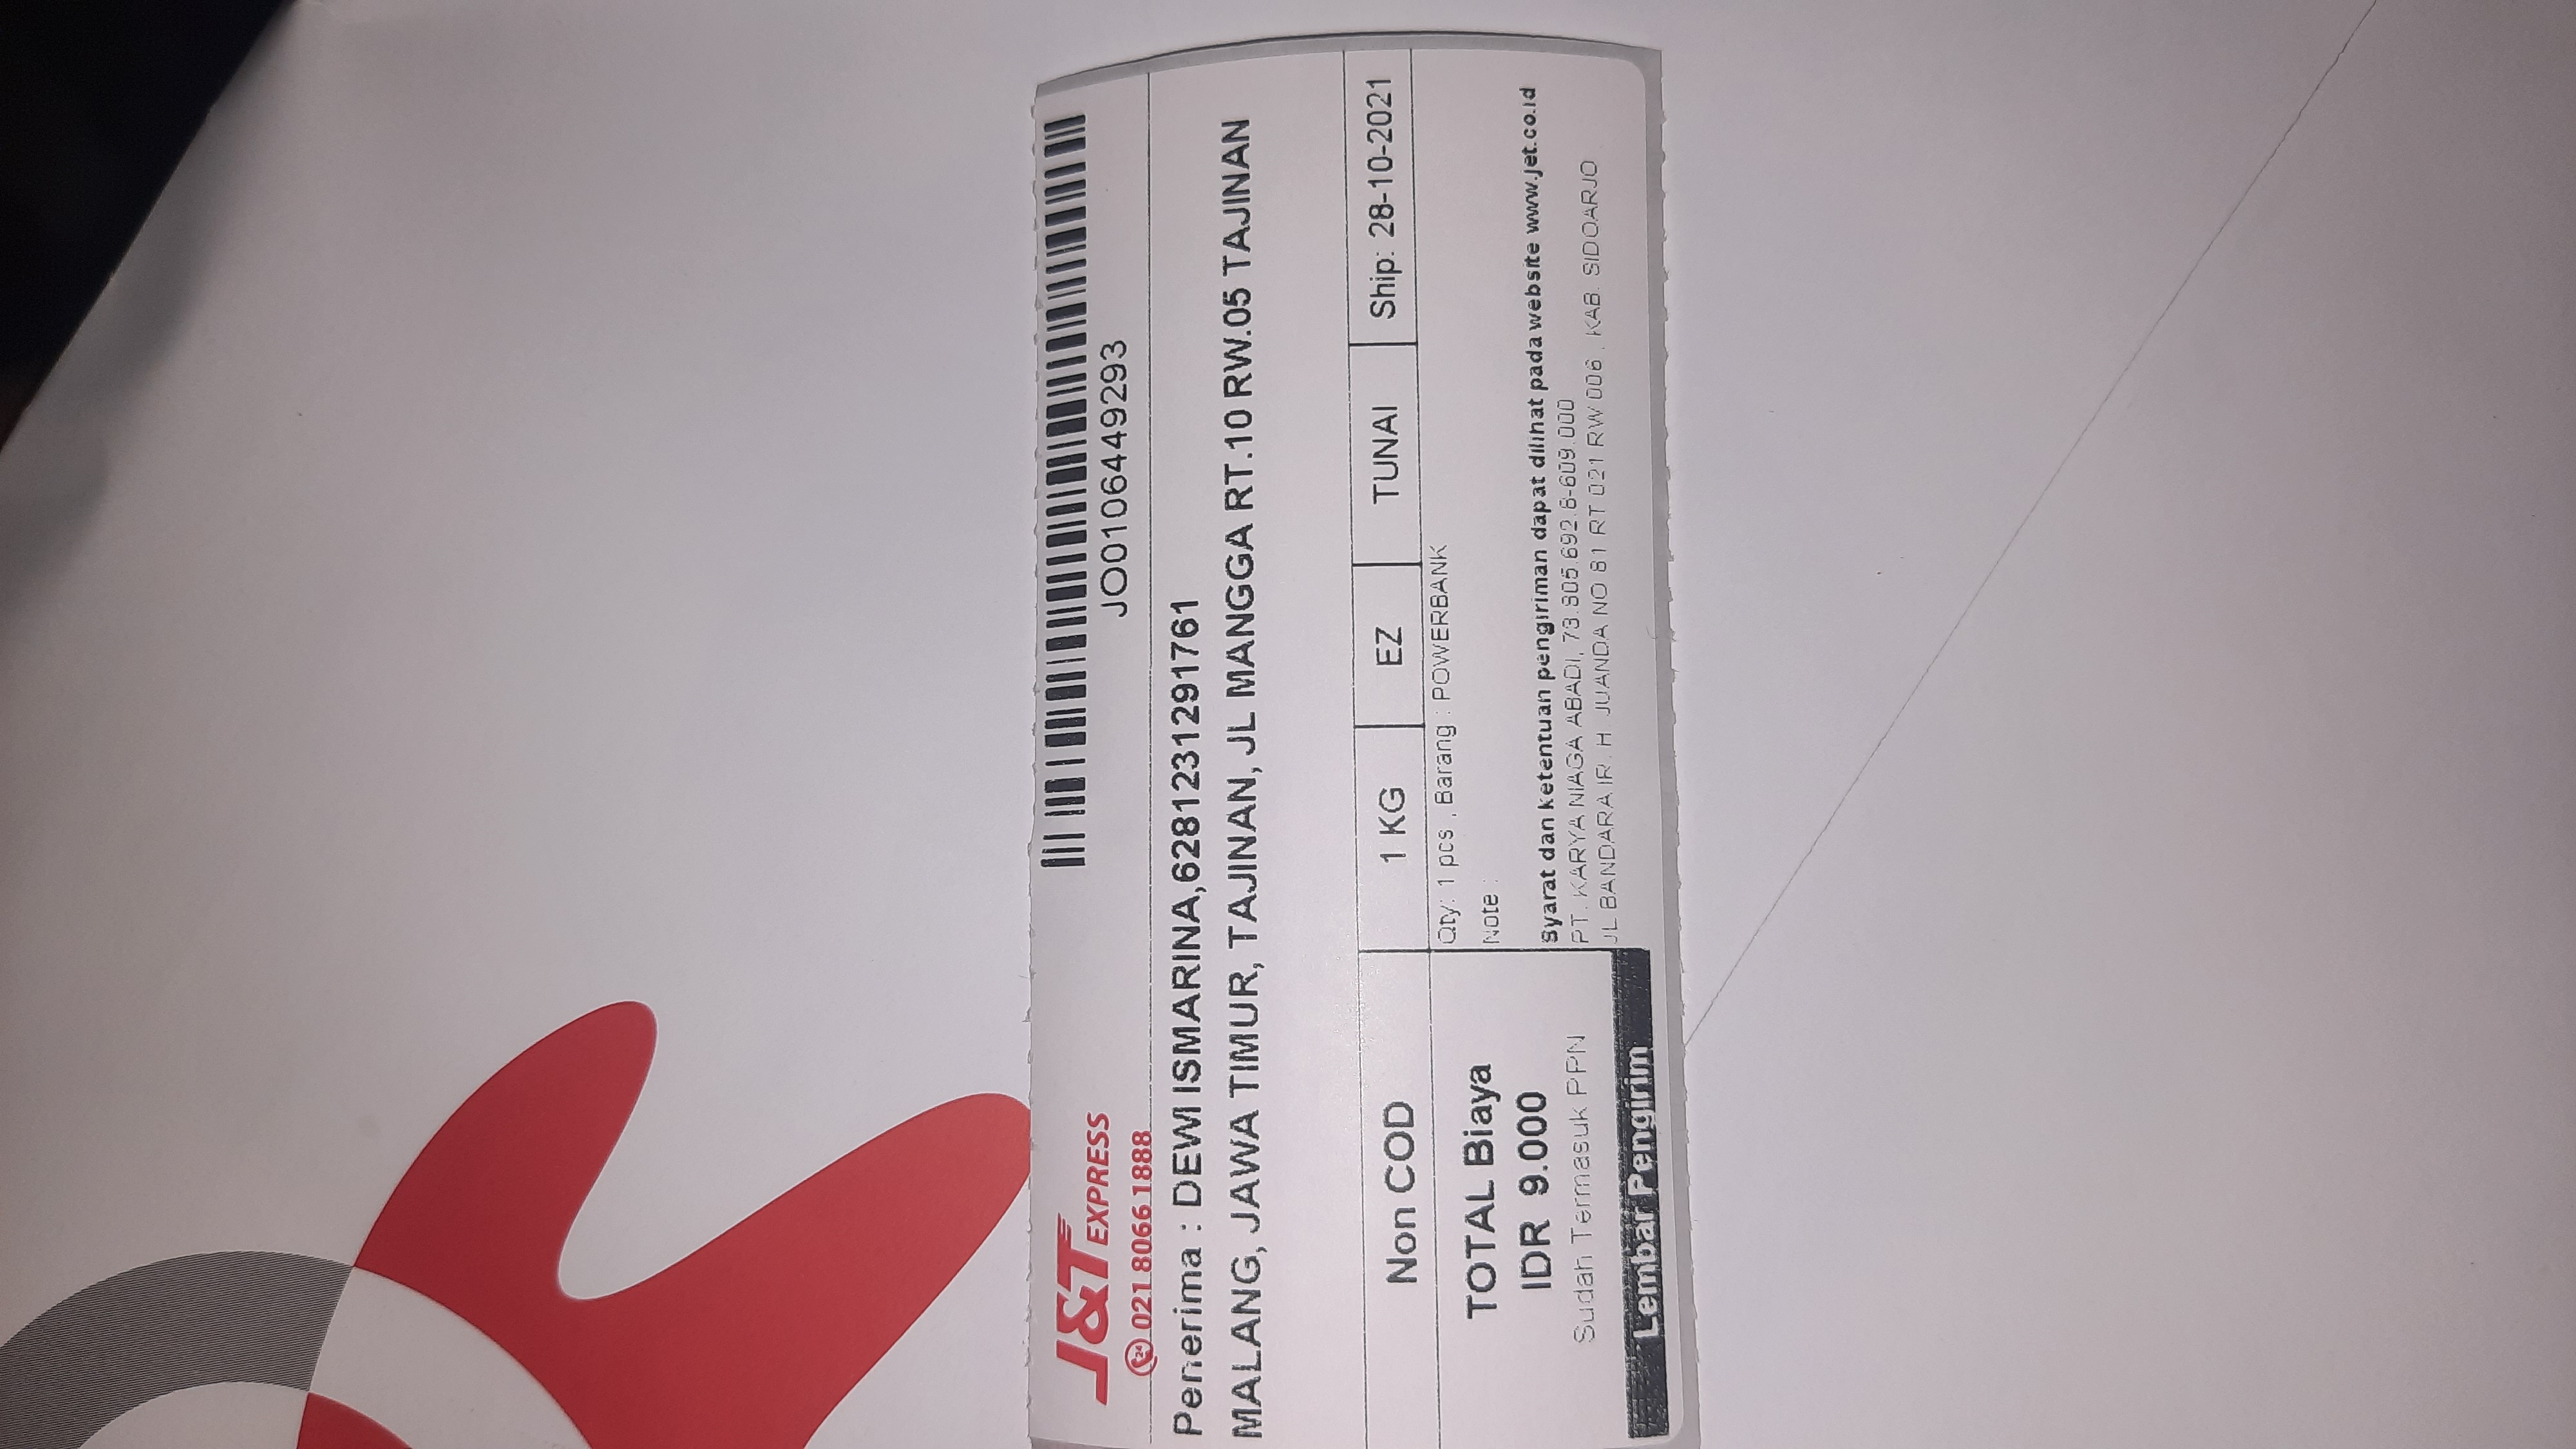 J&T EXPRESS
JO0106449293
021 8066 1888
Penerima : DEWI ISMARINA,6281231291761
MALANG, JAWA TIMUR, TAJINAN, JL MANGGA RT.10 RW.05 TAJINAN
Non COD
1 KG
EZ
TUNAI
Ship: 28-10-2021
TOTAL Biaya
IDR 9.000
Sudah Termasuk PPN
Lembar Pengirim
Qty: 1 pcs , Barang : POWERBANK
Note :
Syarat dan ketentuan pengiriman dapat dilihat pada website www.jet.co.id
PT. KARYA NIAGA ABADI, 73.805.692.8-609.000
JL BANDARA IR. H. JUANDA NO 81 RT 021 RW 006 , KAB. SIDOARJO